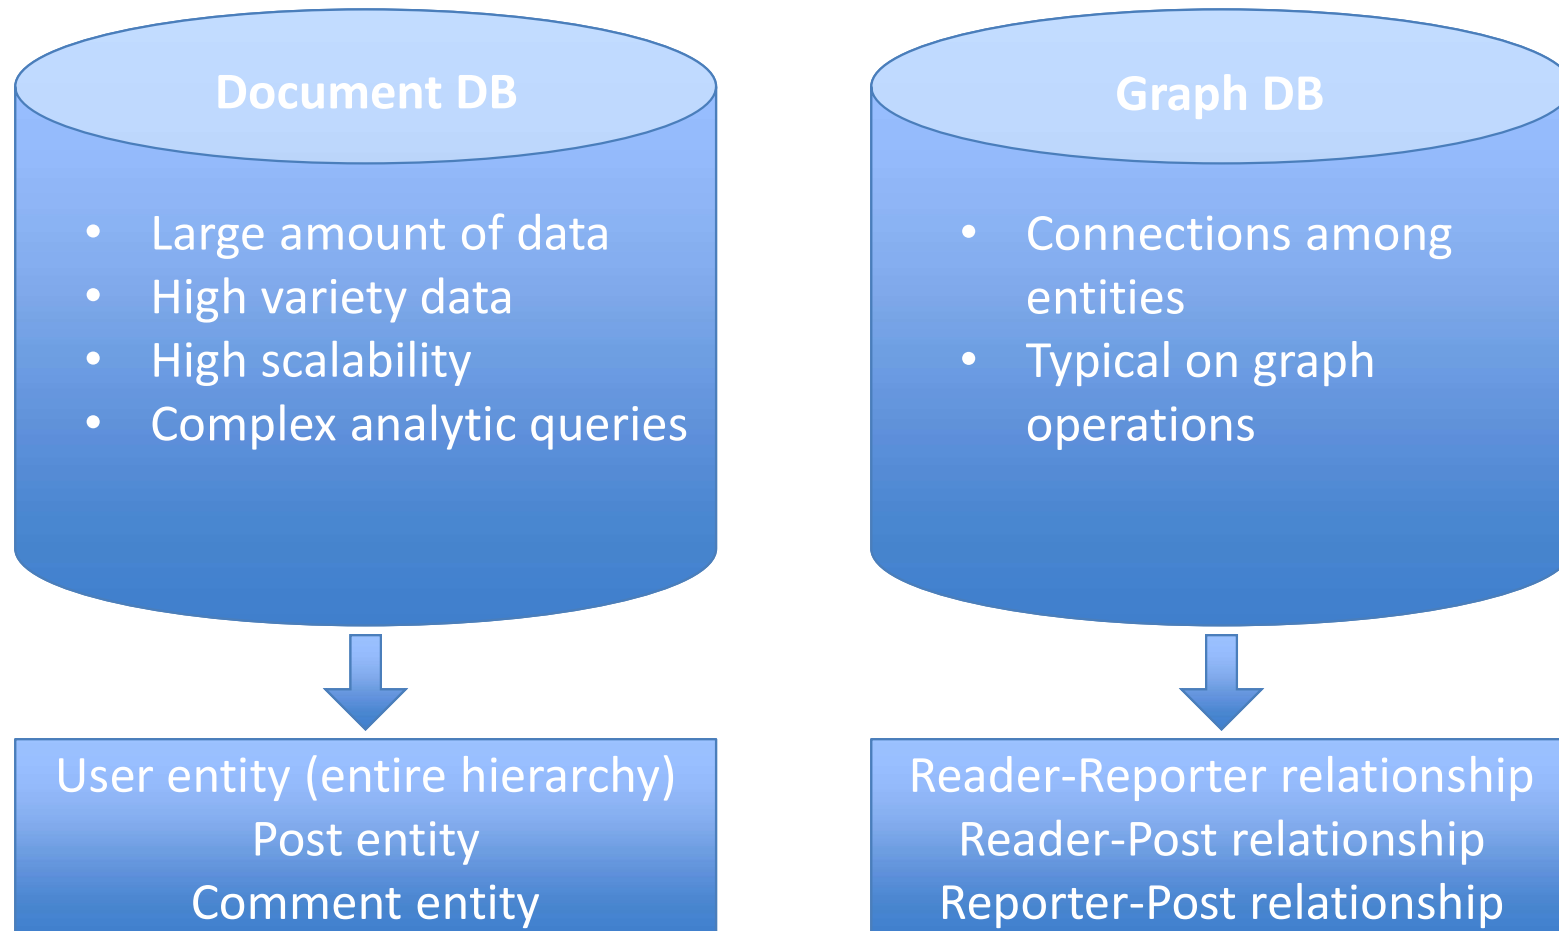 Document DB
• Large amount of data
• High variety data
• High scalability
• Complex analytic queries
User entity (entire hierarchy)
Post entity
Comment entity
Graph DB
• Connections among
entities
• Typical on graph
operations
Reader-Reporter relationship
Reader-Post relationship
Reporter-Post relationship